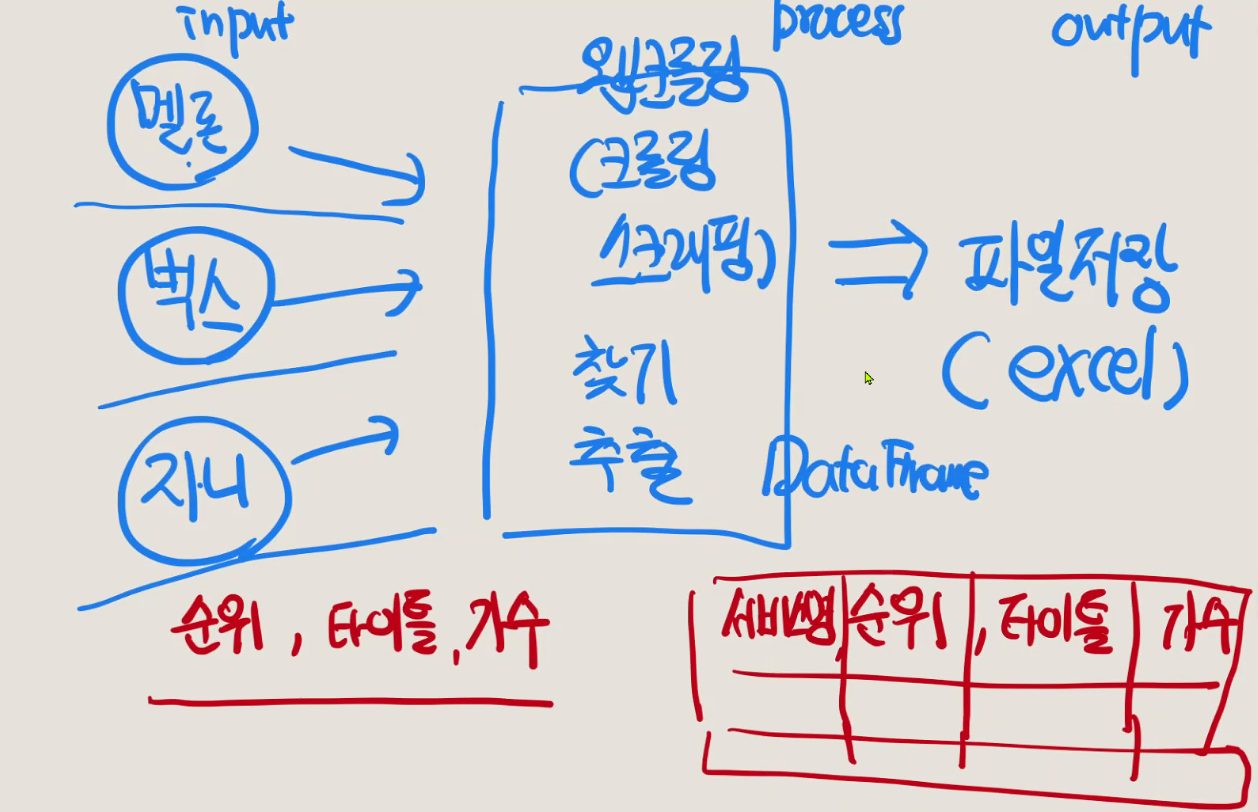 input
process
output
멜론
벅스
지니
웹크롤링
(크롤링
스크래핑)
찾기
추출
DataFrame
파일저장
(excel)
순위, 타이틀, 가수
서비스명, 순위, 타이틀 가수